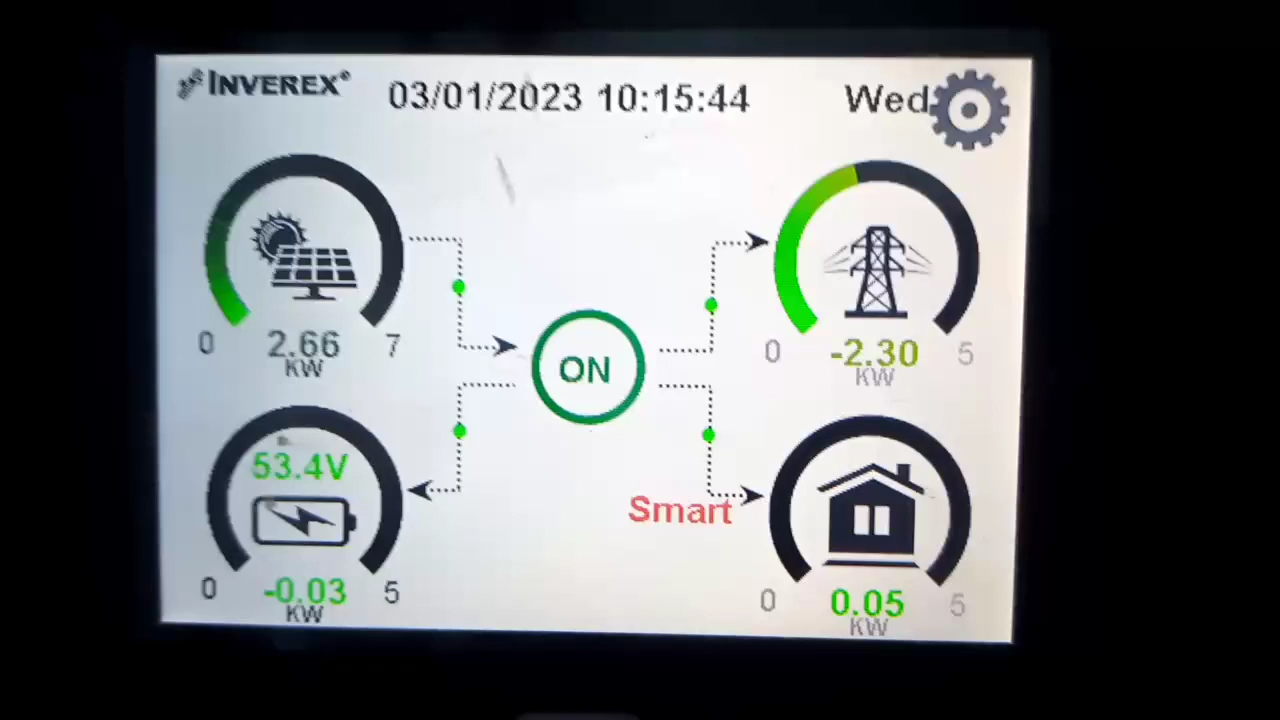 INVEREX®
03/01/2023 10:15:44
Wed
0 2.66 7
KW
0 -2.30 5
KW
ON
53.4V
0 -0.03 5
KW
Smart
0 0.05 5
KW